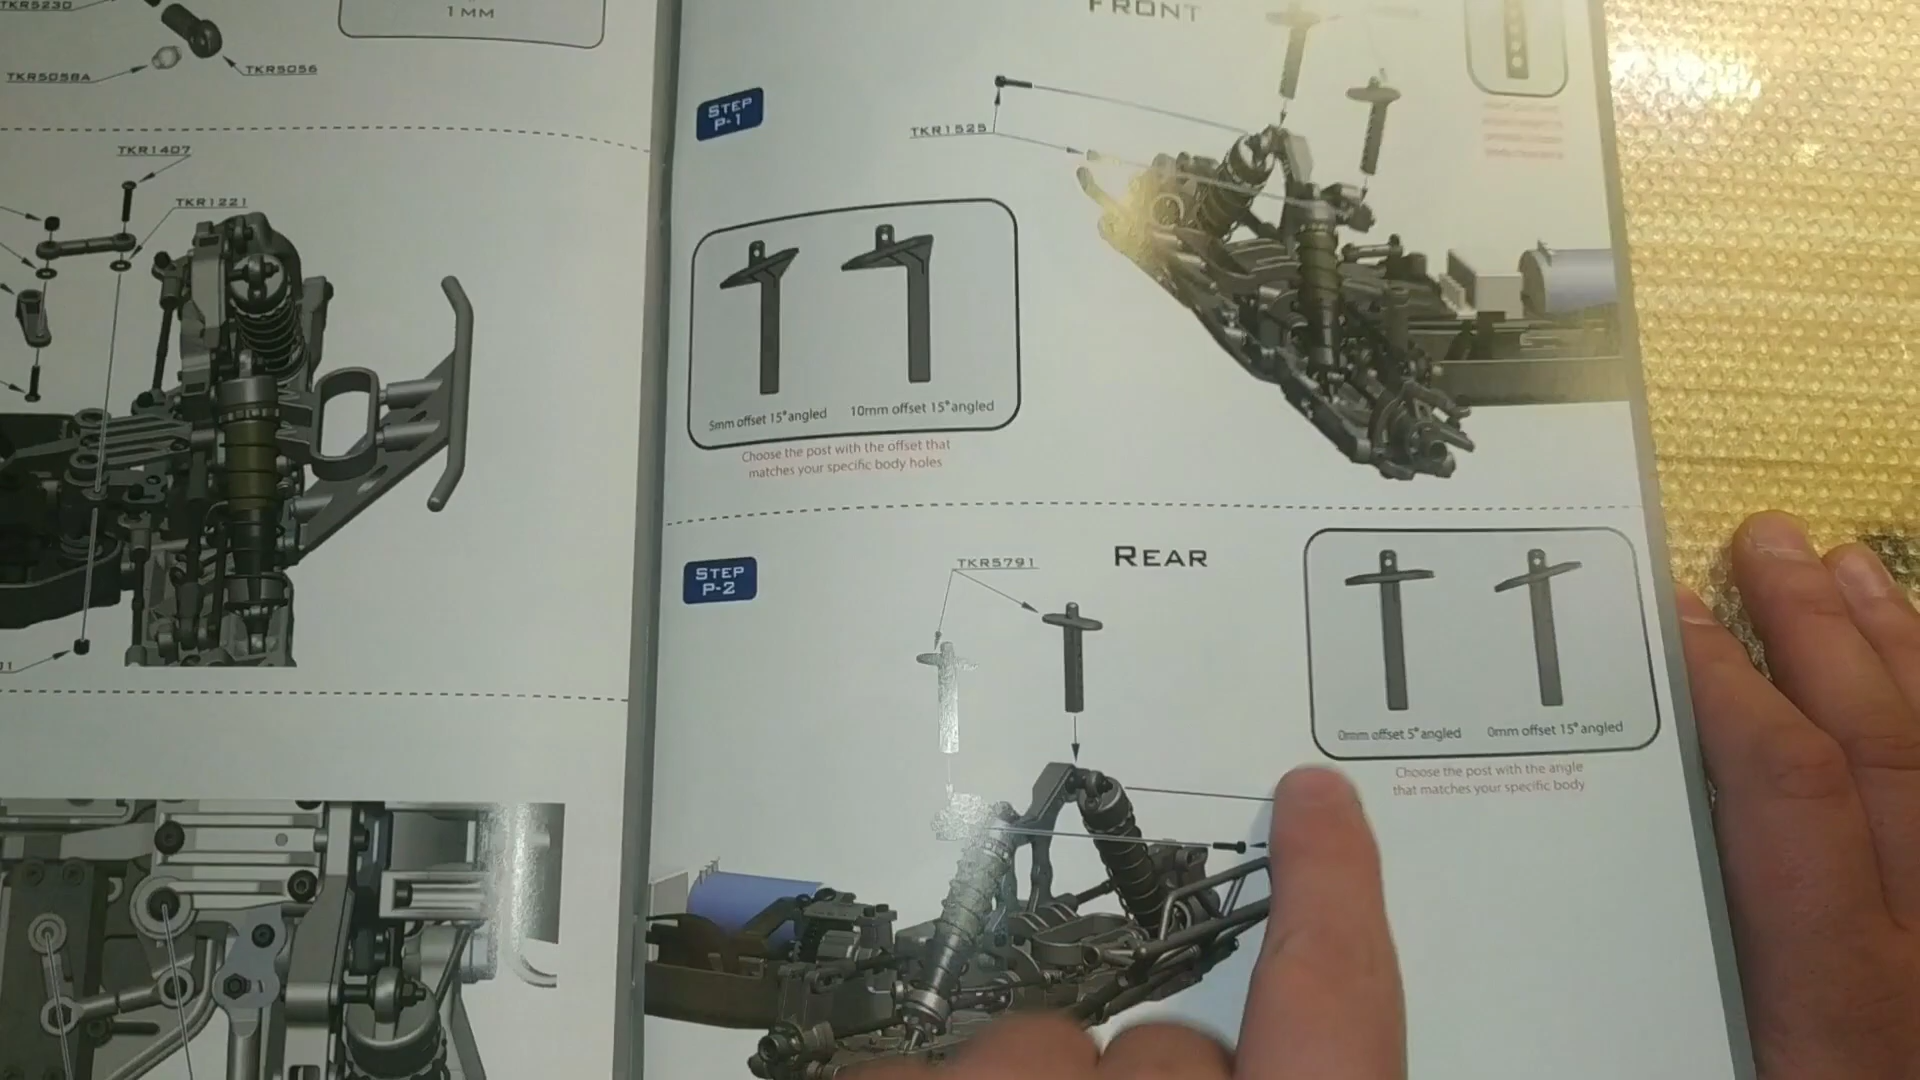 TKR5230
1MM
TKR5058A
TKR5056
TKR1407
TKR1221
FRONT
STEP
P-1
TKR1525
5mm offset 15° angled
10mm offset 15° angled
Choose the post with the offset that
matches your specific body holes
STEP
P-2
REAR
TKR5791
0mm offset 5° angled
0mm offset 15° angled
Choose the post with the angle
that matches your specific body